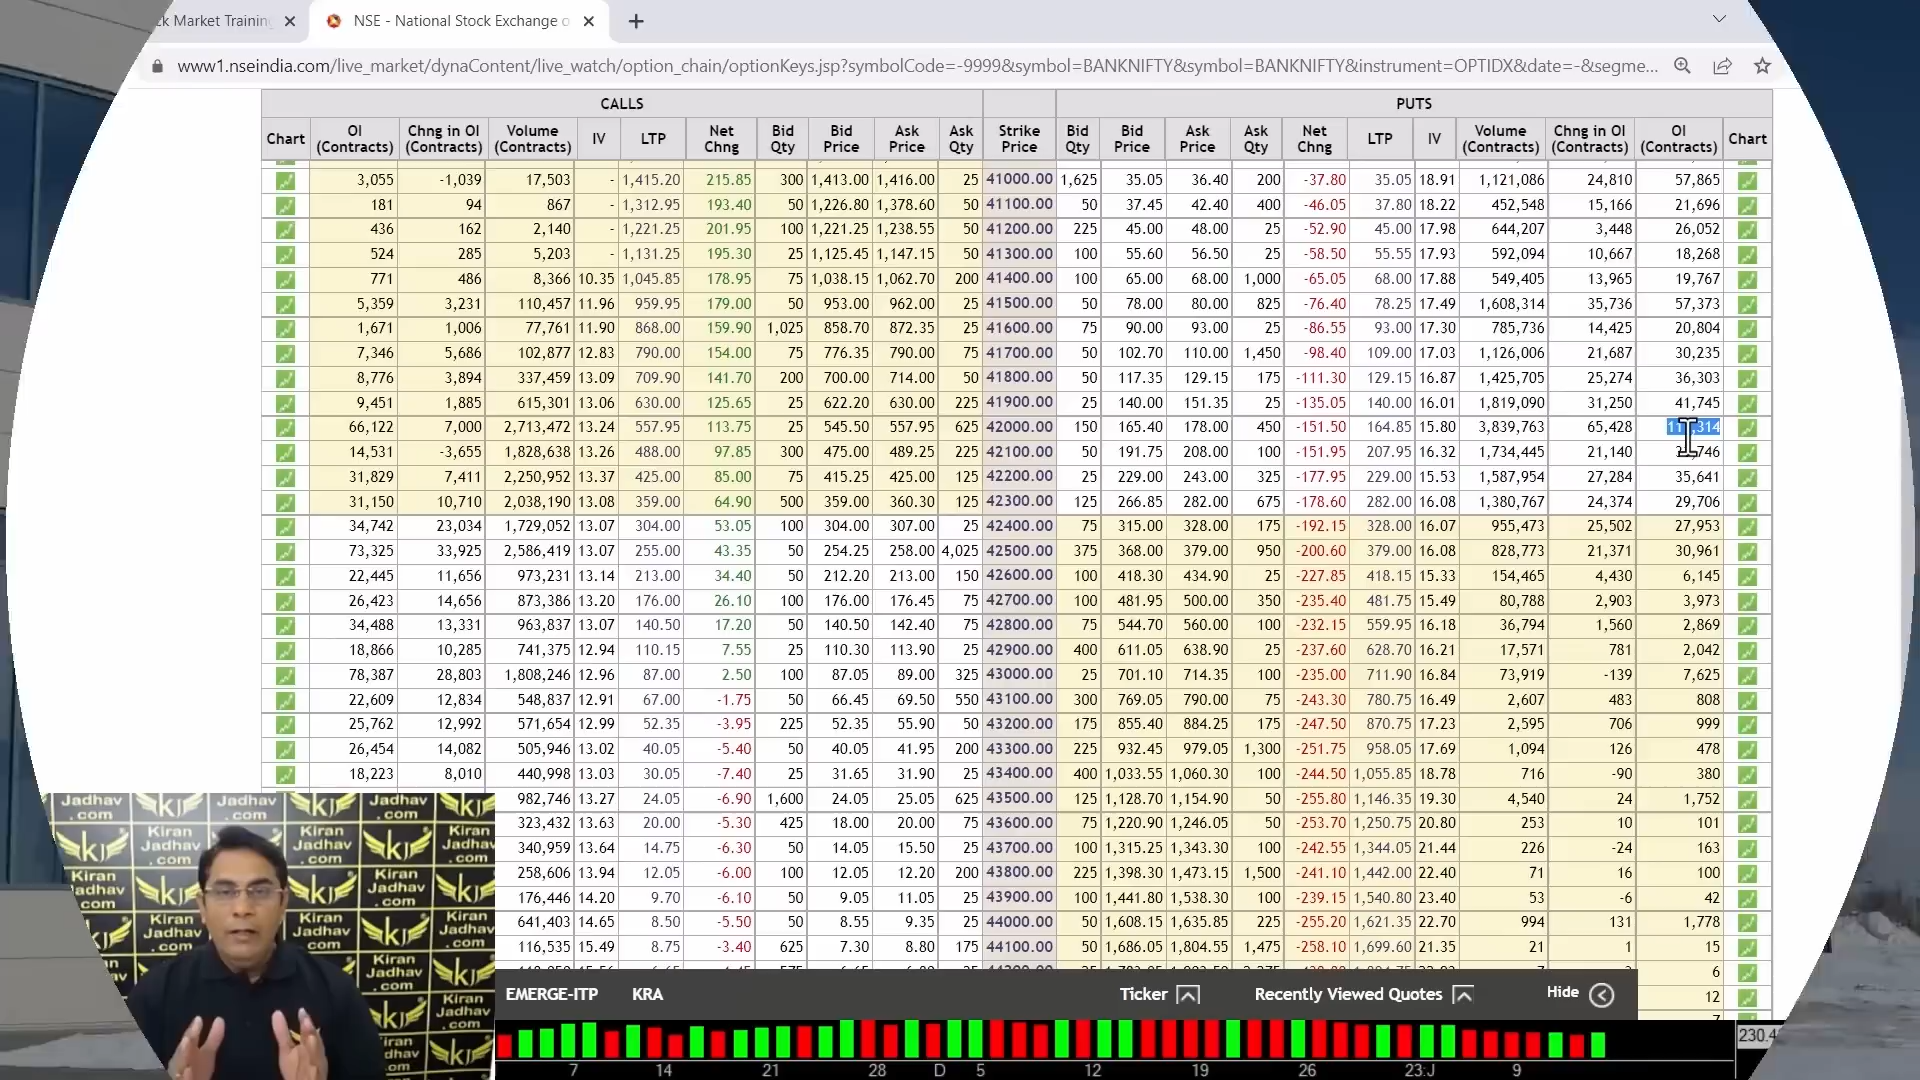 ck Market Training
NSE - National Stock Exchange o
www1.nseindia.com/live_market/dynaContent/live_watch/option_chain/optionKeys.jsp?symbolCode=-9999&symbol=BANKNIFTY&symbol=BANKNIFTY&instrument=OPTIDX&date=-&segme...
CALLS PUTS
Chart OI (Contracts) Chng in OI (Contracts) Volume (Contracts) IV LTP Net Chng Bid Qty Bid Price Ask Price Ask Qty Strike Price Bid Qty Bid Price Ask Price Ask Qty Net Chng LTP IV Volume (Contracts) Chng in OI (Contracts) OI (Contracts) Chart
3,055 -1,039 17,503 - 1,415.20 215.85 300 1,413.00 1,416.00 25 41000.00 1,625 35.05 36.40 200 -37.80 35.05 18.91 1,121,086 24,810 57,865
181 94 867 - 1,312.95 193.40 50 1,226.80 1,378.60 50 41100.00 50 37.45 42.40 400 -46.05 37.80 18.22 452,548 15,166 21,696
436 162 2,140 - 1,221.25 201.95 100 1,221.25 1,238.55 50 41200.00 225 45.00 48.00 25 -52.90 45.00 17.98 644,207 3,448 26,052
524 285 5,203 - 1,131.25 195.30 25 1,125.45 1,147.15 50 41300.00 100 55.60 56.50 25 -58.50 55.55 17.93 592,094 10,667 18,268
771 486 8,366 10.35 1,045.85 178.95 75 1,038.15 1,062.70 200 41400.00 100 65.00 68.00 1,000 -65.05 68.00 17.88 549,405 13,965 19,767
5,359 3,231 110,457 11.96 959.95 179.00 50 953.00 962.00 25 41500.00 50 78.00 80.00 825 -76.40 78.25 17.49 1,608,314 35,736 57,373
1,671 1,006 77,761 11.90 868.00 159.90 1,025 858.70 872.35 25 41600.00 75 90.00 93.00 25 -86.55 93.00 17.30 785,736 14,425 20,804
7,346 5,686 102,877 12.83 790.00 154.00 75 776.35 790.00 75 41700.00 50 102.70 110.00 1,450 -98.40 109.00 17.03 1,126,006 21,687 30,235
8,776 3,894 337,459 13.09 709.90 141.70 200 700.00 714.00 50 41800.00 50 117.35 129.15 175 -111.30 129.15 16.87 1,425,705 25,274 36,303
9,451 1,885 615,301 13.06 630.00 125.65 25 622.20 630.00 225 41900.00 25 140.00 151.35 25 -135.05 140.00 16.01 1,819,090 31,250 41,745
66,122 7,000 2,713,472 13.24 557.95 113.75 25 545.50 557.95 625 42000.00 150 165.40 178.00 450 -151.50 164.85 15.80 3,839,763 65,428
14,531 -3,655 1,828,638 13.26 488.00 97.85 300 475.00 489.25 225 42100.00 50 191.75 208.00 100 -151.95 207.95 16.32 1,734,445 21,140
31,829 7,411 2,250,952 13.37 425.00 85.00 75 415.25 425.00 125 42200.00 25 229.00 243.00 325 -177.95 229.00 15.53 1,587,954 27,284 35,641
31,150 10,710 2,038,190 13.08 359.00 64.90 500 359.00 360.30 125 42300.00 125 266.85 282.00 675 -178.60 282.00 16.08 1,380,767 24,374 29,706
34,742 23,034 1,729,052 13.07 304.00 53.05 100 304.00 307.00 25 42400.00 75 315.00 328.00 175 -192.15 328.00 16.07 955,473 25,502 27,953
73,325 33,925 2,586,419 13.07 255.00 43.35 50 254.25 258.00 4,025 42500.00 375 368.00 379.00 950 -200.60 379.00 16.08 828,773 21,371 30,961
22,445 11,656 973,231 13.14 213.00 34.40 50 212.20 213.00 150 42600.00 100 418.30 434.90 25 -227.85 418.15 15.33 154,465 4,430 6,145
26,423 14,656 873,386 13.20 176.00 26.10 100 176.00 176.45 75 42700.00 100 481.95 500.00 350 -235.40 481.75 15.49 80,788 2,903 3,973
34,488 13,331 963,837 13.07 140.50 17.20 50 140.50 142.40 75 42800.00 75 544.70 560.00 100 -232.15 559.95 16.18 36,794 1,560 2,869
18,866 10,285 741,375 12.94 110.15 7.55 25 110.30 113.90 25 42900.00 400 611.05 638.90 25 -237.60 628.70 16.21 17,571 781 2,042
78,387 28,803 1,808,246 12.96 87.00 2.50 100 87.05 89.00 325 43000.00 25 701.10 714.35 100 -235.00 711.90 16.84 73,919 -139 7,625
22,609 12,834 548,837 12.91 67.00 -1.75 50 66.45 69.50 550 43100.00 300 769.05 790.00 75 -243.30 780.75 16.49 2,607 483 808
25,762 12,992 571,654 12.99 52.35 -3.95 225 52.35 55.90 50 43200.00 175 855.40 884.25 175 -247.50 870.75 17.23 2,595 706 999
26,454 14,082 505,946 13.02 40.05 -5.40 50 40.05 41.95 200 43300.00 225 932.45 979.05 1,300 -251.75 958.05 17.69 1,094 126 478
18,223 8,010 440,998 13.03 30.05 -7.40 25 31.65 31.90 25 43400.00 400 1,033.55 1,060.30 100 -244.50 1,055.85 18.78 716 -90 380
982,746 13.27 24.05 -6.90 1,600 24.05 25.05 625 43500.00 125 1,128.70 1,154.90 50 -255.80 1,146.35 19.30 4,540 24 1,752
323,432 13.63 20.00 -5.30 425 18.00 20.00 75 43600.00 75 1,220.90 1,246.05 50 -253.70 1,250.75 20.80 253 10 101
340,959 13.64 14.75 -6.30 50 14.05 15.50 25 43700.00 100 1,315.25 1,343.30 100 -242.55 1,344.05 21.44 226 -24 163
258,606 13.94 12.05 -6.00 100 12.05 12.20 200 43800.00 225 1,398.30 1,473.15 1,500 -241.10 1,442.00 22.40 71 16 100
176,446 14.20 9.70 -6.10 50 9.05 11.05 25 43900.00 100 1,441.80 1,538.30 100 -239.15 1,540.80 23.40 53 -6 42
641,403 14.65 8.50 -5.50 50 8.55 9.35 25 44000.00 50 1,608.15 1,635.85 225 -255.20 1,621.35 22.70 994 131 1,778
116,535 15.49 8.75 -3.40 625 7.30 8.80 175 44100.00 50 1,686.05 1,804.55 1,475 -258.10 1,699.60 21.35 21 1 15
6
12
Jadhav .com Jadhav .com Jadhav .com
Kiran Jadhav .com
EMERGE-ITP KRA Ticker Recently Viewed Quotes Hide
230.4
7 14 21 28 D 5 12 19 26 23:J 9